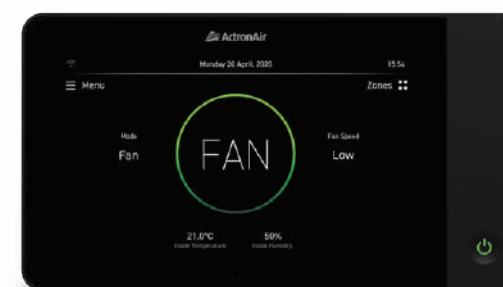 ActronAir
Monday 20 April, 2020 15:54
Menu Zones
Mode Fan Speed
Fan FAN Low
21.0°C 50%
Inside Temperature Inside Humidity